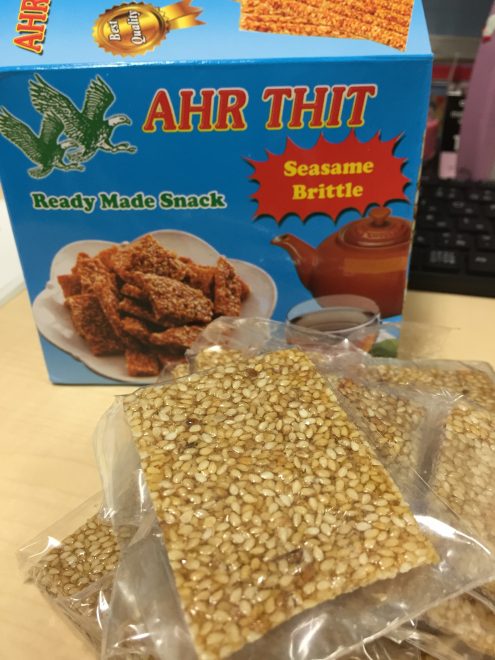 AHR
Best
Quality
AHR THIT
Ready Made Snack
Seasame
Brittle